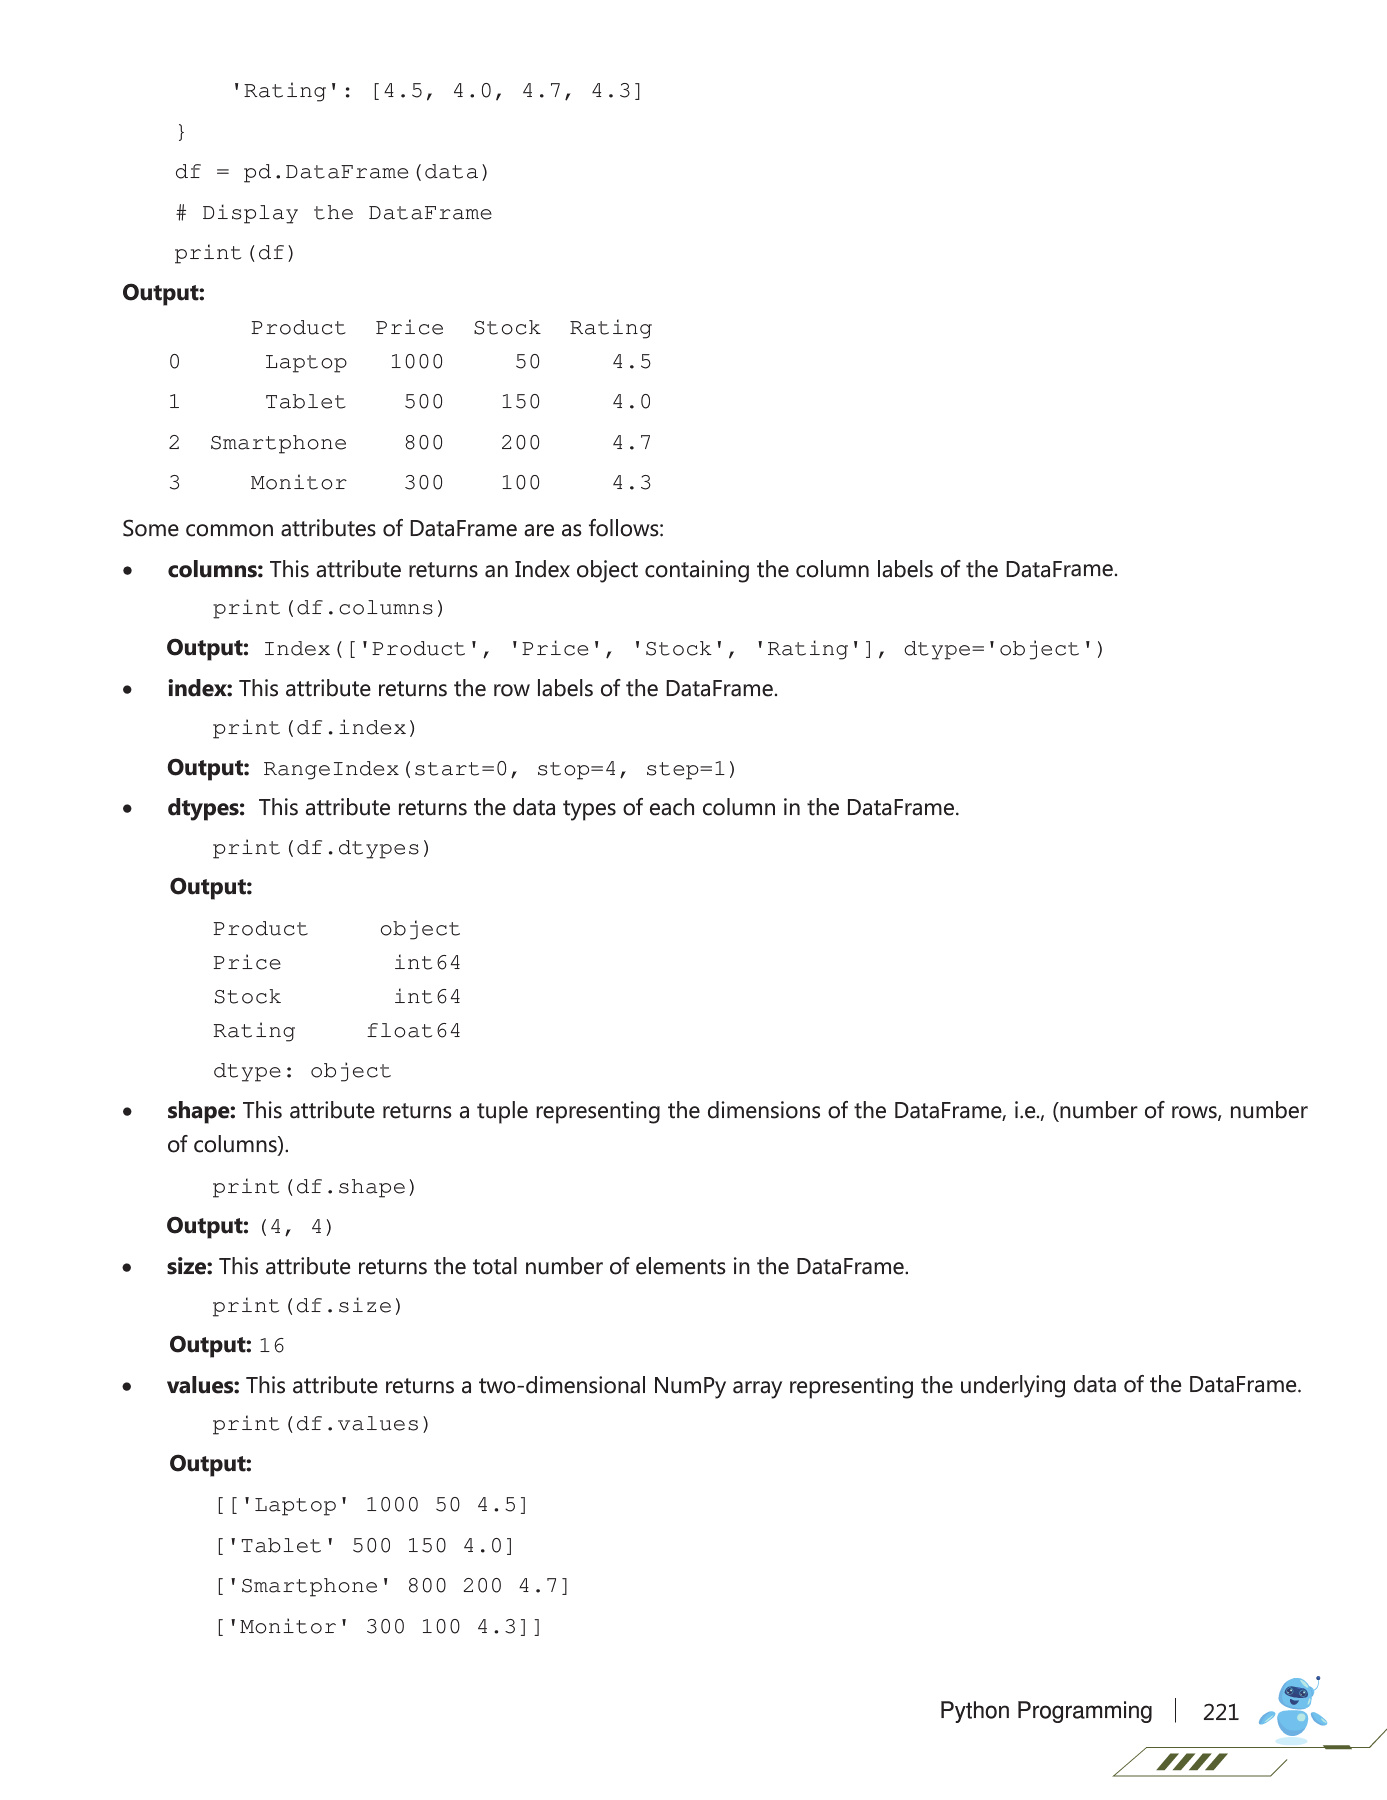 'Rating': [4.5, 4.0, 4.7, 4.3]
}
df = pd.DataFrame(data)
# Display the DataFrame
print(df)
Output:
Product Price Stock Rating
0 Laptop 1000 50 4.5
1 Tablet 500 150 4.0
2 Smartphone 800 200 4.7
3 Monitor 300 100 4.3
Some common attributes of DataFrame are as follows:
• columns: This attribute returns an Index object containing the column labels of the DataFrame.
print(df.columns)
Output: Index(['Product', 'Price', 'Stock', 'Rating'], dtype='object')
• index: This attribute returns the row labels of the DataFrame.
print(df.index)
Output: RangeIndex(start=0, stop=4, step=1)
• dtypes: This attribute returns the data types of each column in the DataFrame.
print(df.dtypes)
Output:
Product object
Price int64
Stock int64
Rating float64
dtype: object
• shape: This attribute returns a tuple representing the dimensions of the DataFrame, i.e., (number of rows, number
of columns).
print(df.shape)
Output: (4, 4)
• size: This attribute returns the total number of elements in the DataFrame.
print(df.size)
Output: 16
• values: This attribute returns a two-dimensional NumPy array representing the underlying data of the DataFrame.
print(df.values)
Output:
[['Laptop' 1000 50 4.5]
['Tablet' 500 150 4.0]
['Smartphone' 800 200 4.7]
['Monitor' 300 100 4.3]]
Python Programming | 221